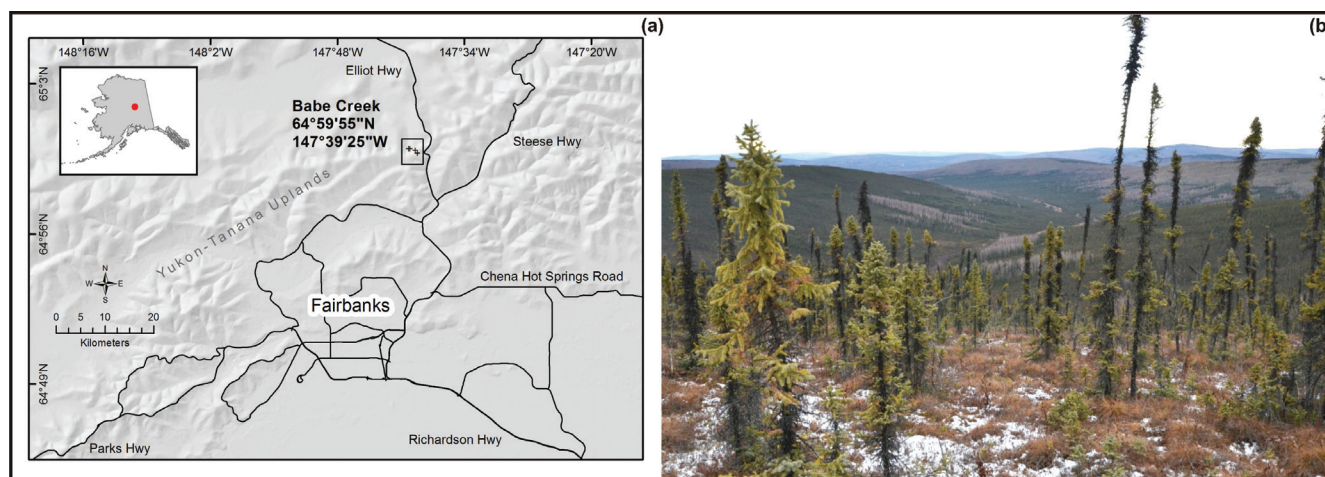 (a)
(b)
148°16'W
148°2'W
147°48'W
147°34'W
147°20'W
65°3'N
64°56'N
64°49'N
Elliot Hwy
Babe Creek
64°59'55"N
147°39'25"W
Steese Hwy
Yukon-Tanana Uplands
N
W E
S
Chena Hot Springs Road
Fairbanks
0 5 10 20
Kilometers
Parks Hwy
Richardson Hwy